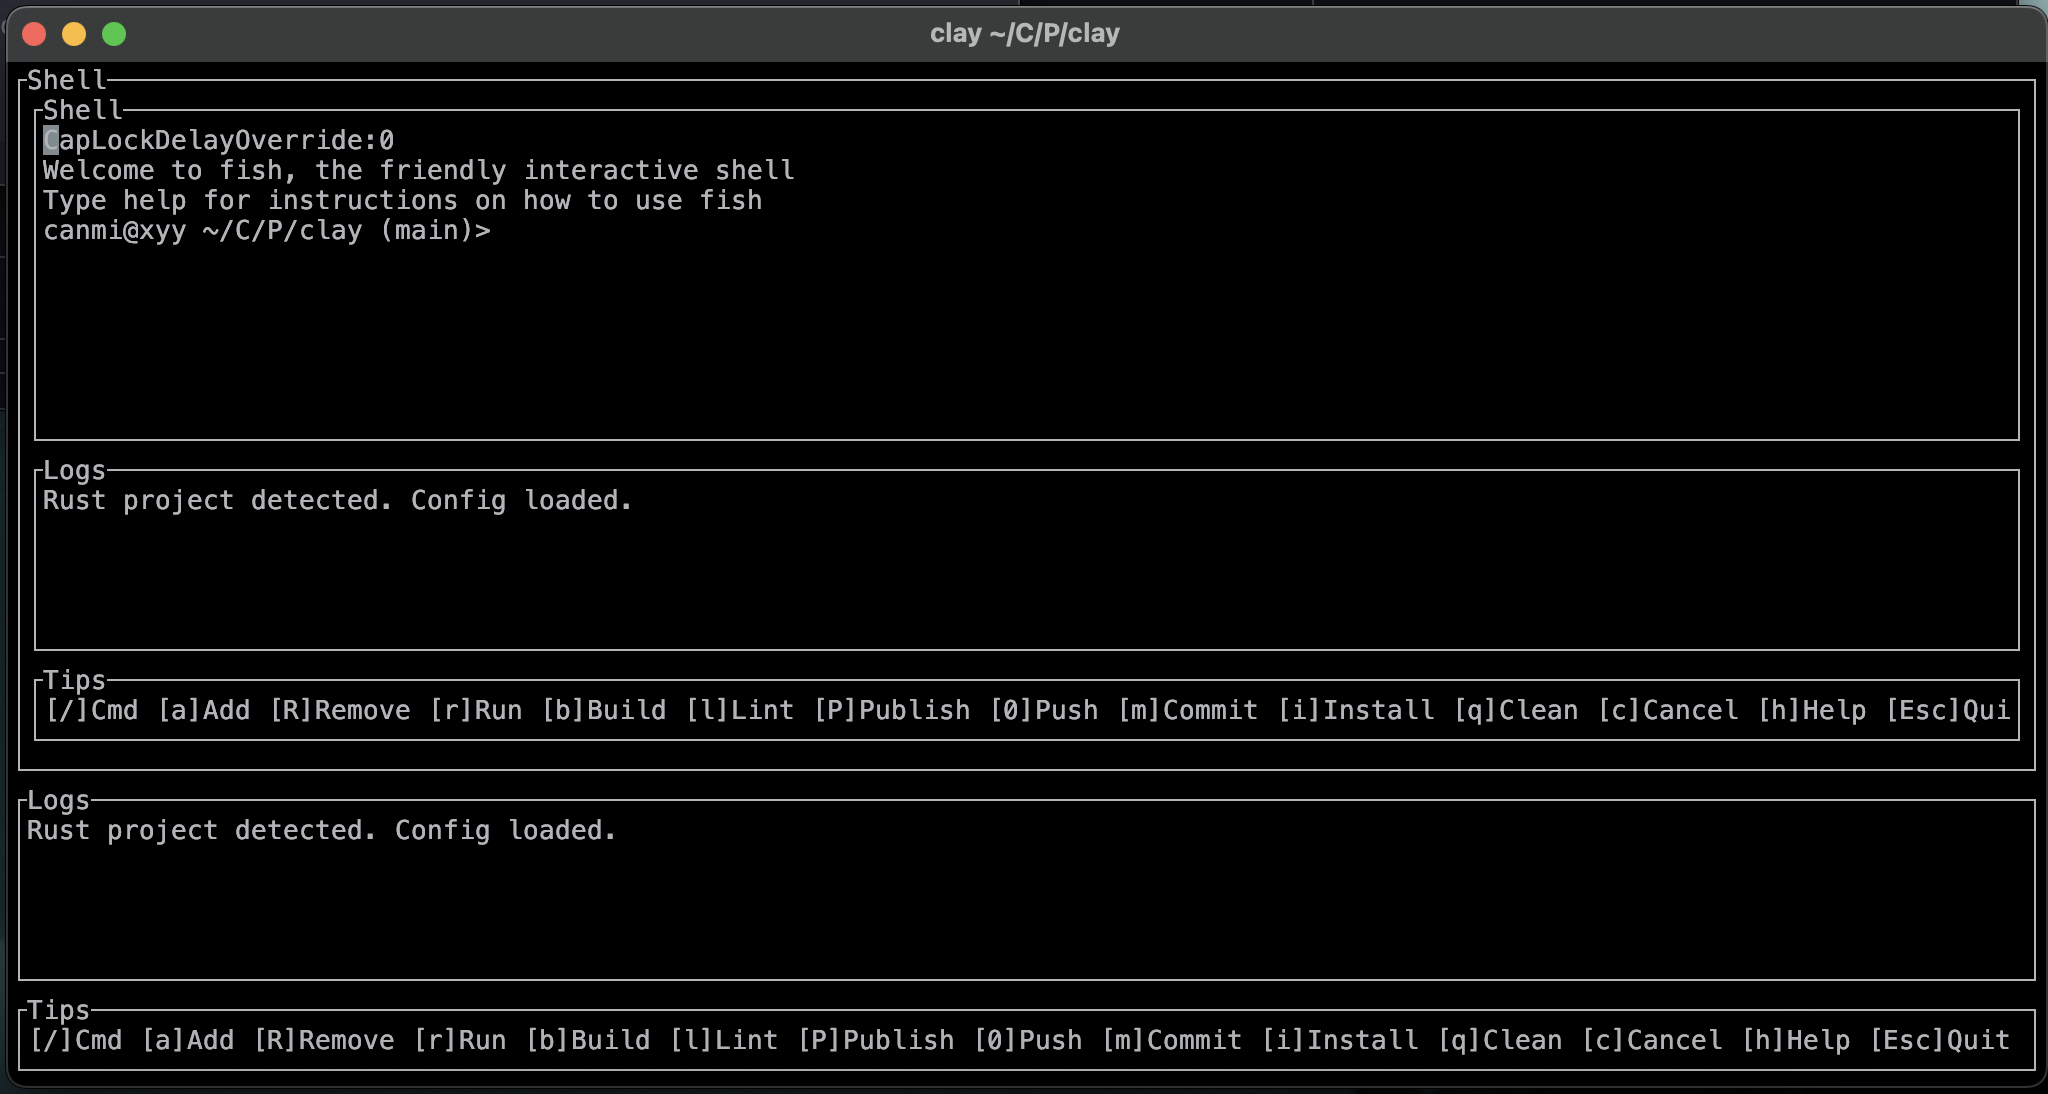 clay ~/C/P/clay
Shell
Shell
CapLockDelayOverride:0
Welcome to fish, the friendly interactive shell
Type help for instructions on how to use fish
canmi@xyy ~/C/P/clay (main)>
Logs
Rust project detected. Config loaded.
Tips
[/]Cmd [a]Add [R]Remove [r]Run [b]Build [l]Lint [P]Publish [0]Push [m]Commit [i]Install [q]Clean [c]Cancel [h]Help [Esc]Qui
Logs
Rust project detected. Config loaded.
Tips
[/]Cmd [a]Add [R]Remove [r]Run [b]Build [l]Lint [P]Publish [0]Push [m]Commit [i]Install [q]Clean [c]Cancel [h]Help [Esc]Quit